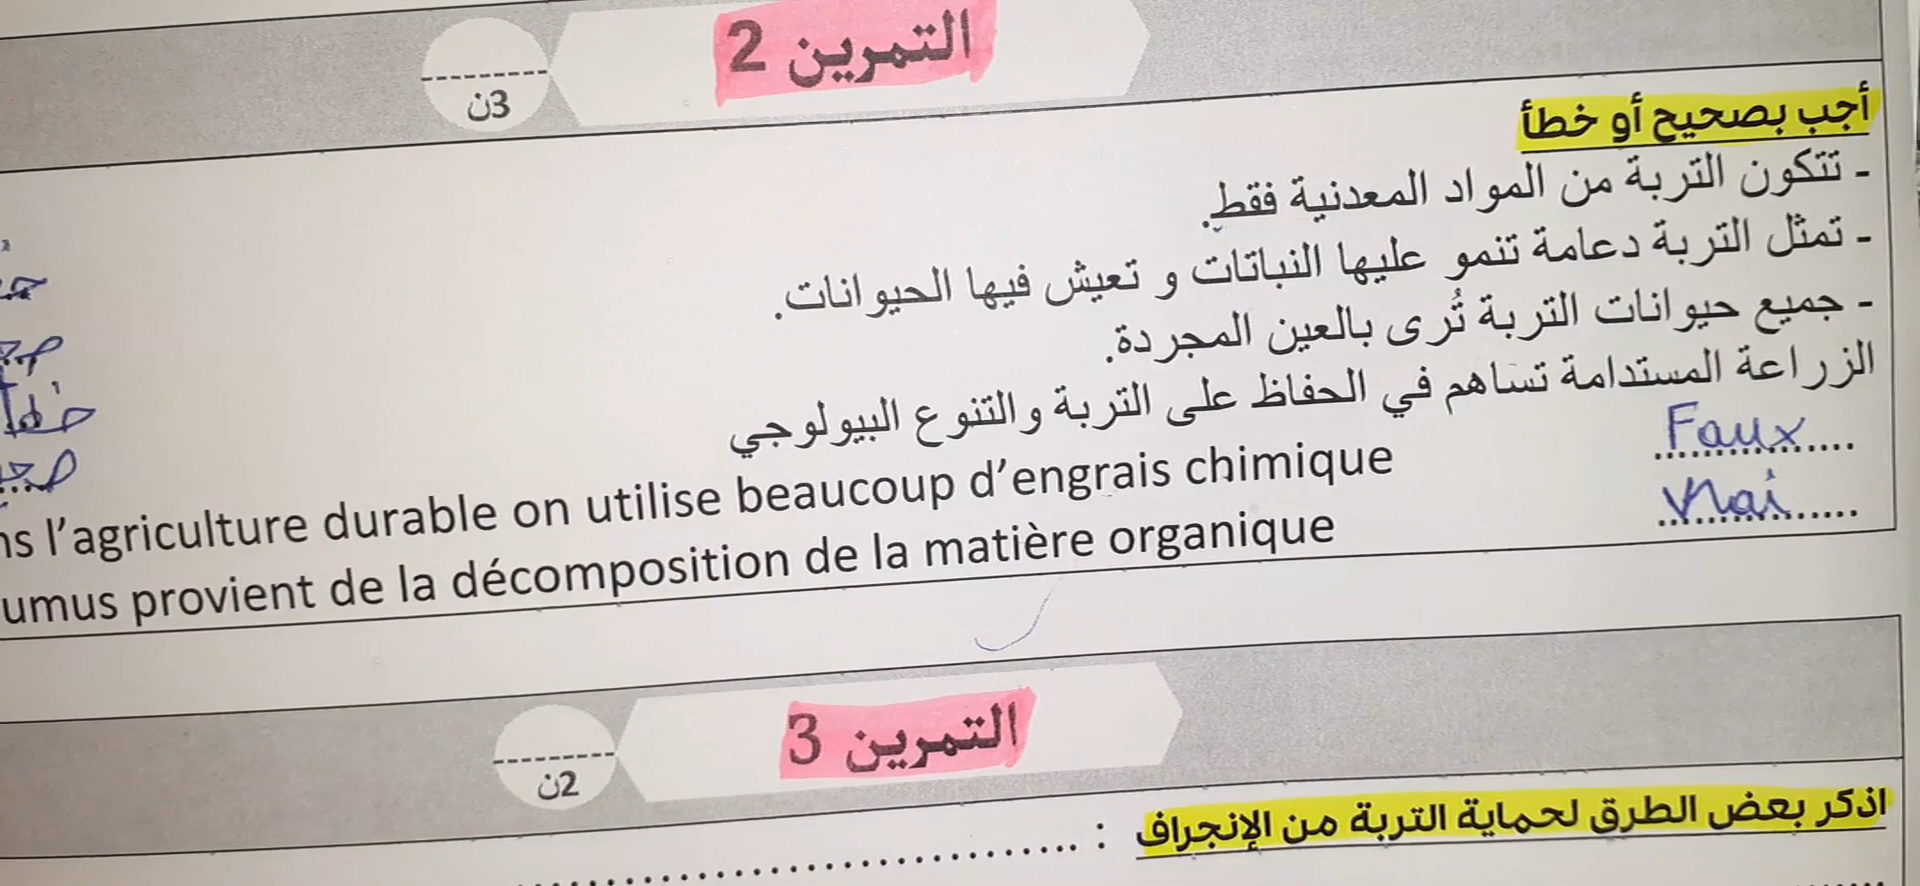 التمرين 2
3ن
أجب بصحيح أو خطأ
- تتكون التربة من المواد المعدنية فقط.
- تمثل التربة دعامة تنمو عليها النباتات و تعيش فيها الحيوانات.
- جميع حيوانات التربة تُرى بالعين المجردة.
خطأ
الزراعة المستدامة تساهم في الحفاظ على التربة والتنوع البيولوجي
l’agriculture durable on utilise beaucoup d’engrais chimique Faux
provient de la décomposition de la matière organique vrai
التمرين 3
2ن
اذكر بعض الطرق لحماية التربة من الإنجراف :